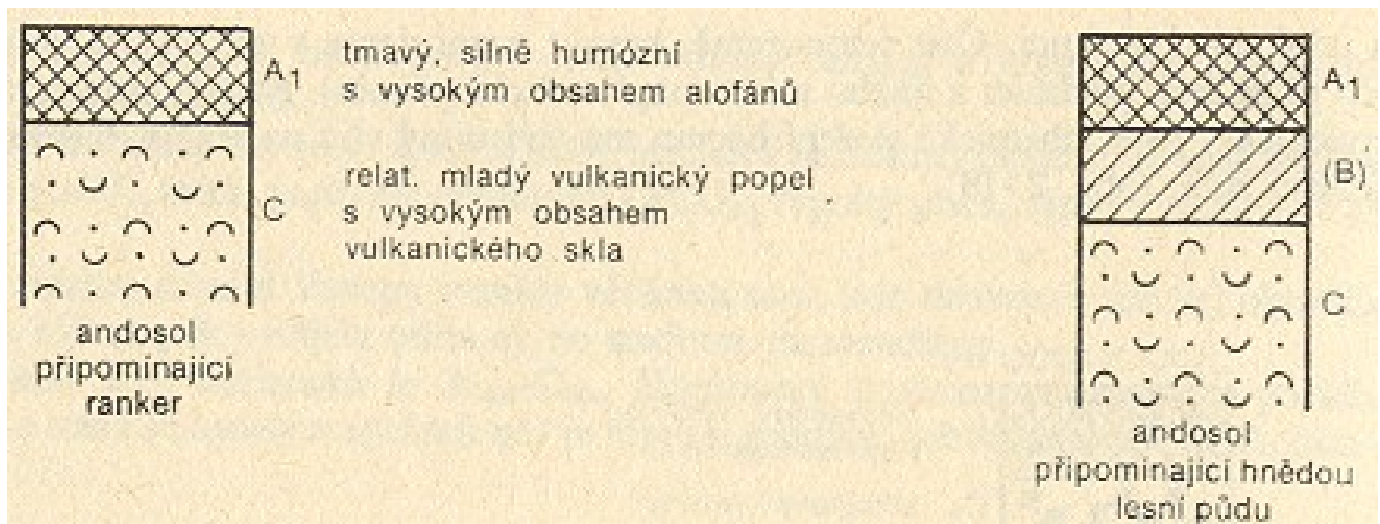 A1
tmavý, silně humózní
s vysokým obsahem alofánů
C
relat. mladý vulkanický popel
s vysokým obsahem
vulkanického skla
andosol
připomínající
ranker
A1
(B)
C
andosol
připomínající hnědou
lesní půdu